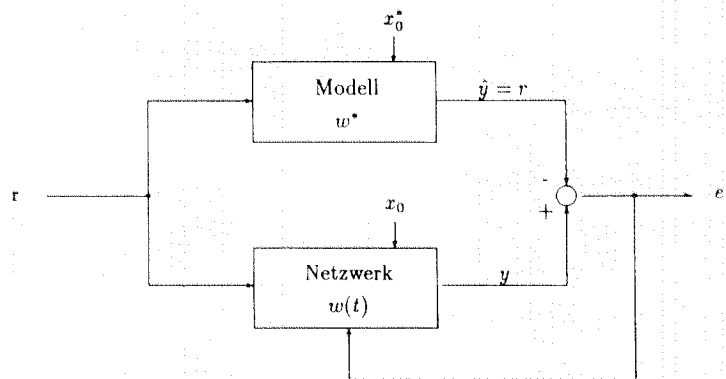 x₀*
Modell
w*
ŷ = r
r
-
+
e
x₀
Netzwerk
w(t)
y